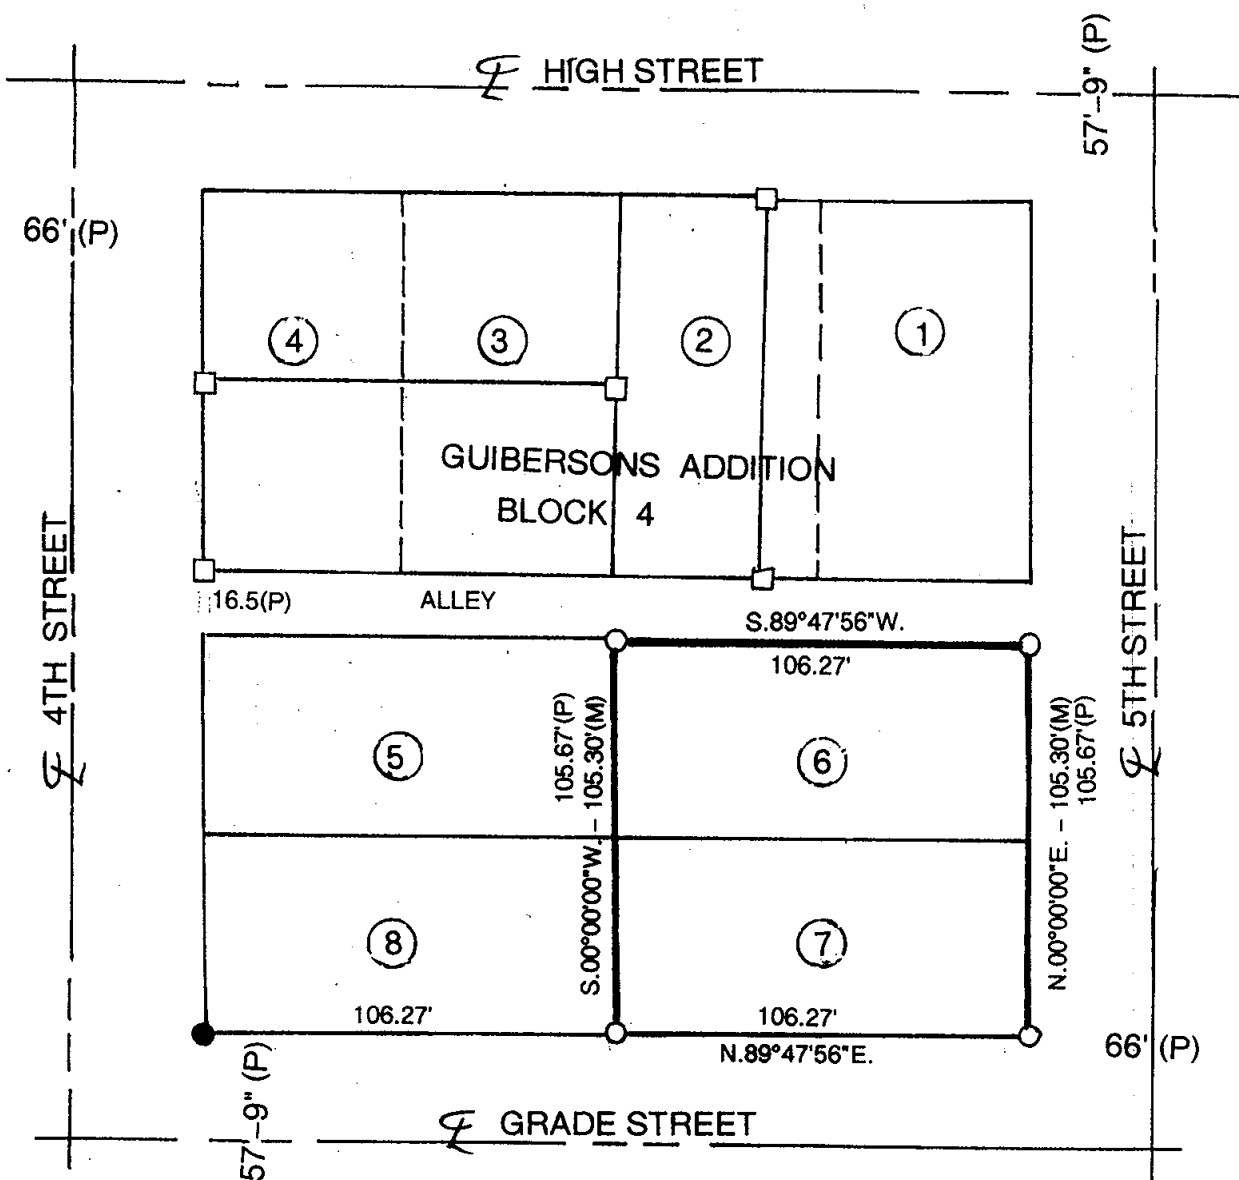 ℄ HIGH STREET
57'–9" (P)
66' (P)
4
3
2
1
GUIBERSONS ADDITION
BLOCK 4
℄ 4TH STREET
℄ 5TH STREET
16.5(P)
ALLEY
S.89°47'56"W.
106.27'
105.67'(P)
S.00°00'00"W. – 105.30'(M)
N.00°00'00"E. – 105.30'(M)
105.67'(P)
5
6
8
7
106.27'
106.27'
N.89°47'56"E.
66' (P)
57'–9" (P)
℄ GRADE STREET